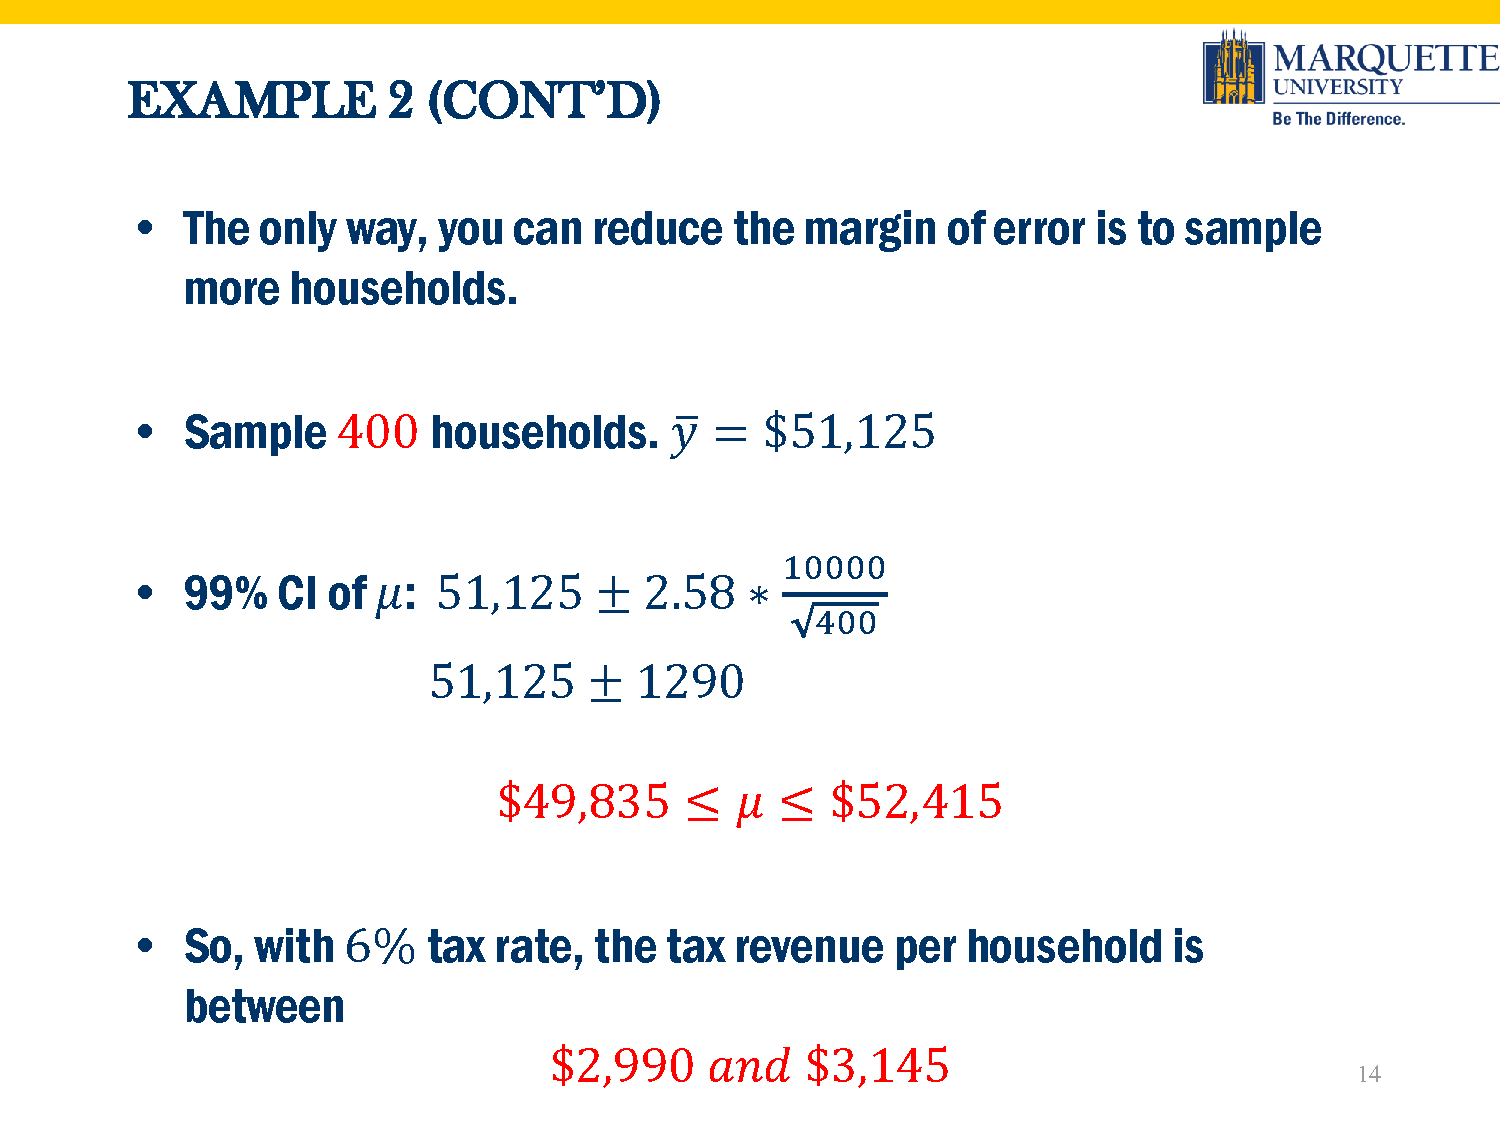 MARQUETTE
UNIVERSITY
Be The Difference.
EXAMPLE 2 (CONT’D)
• The only way, you can reduce the margin of error is to sample
more households.
• Sample 400 households. ȳ = $51,125
• 99% CI of 𝜇: 51,125 ± 2.58 ∗ 10000/√400
51,125 ± 1290
$49,835 ≤ 𝜇 ≤ $52,415
• So, with 6% tax rate, the tax revenue per household is
between
$2,990 𝑎𝑛𝑑 $3,145
14